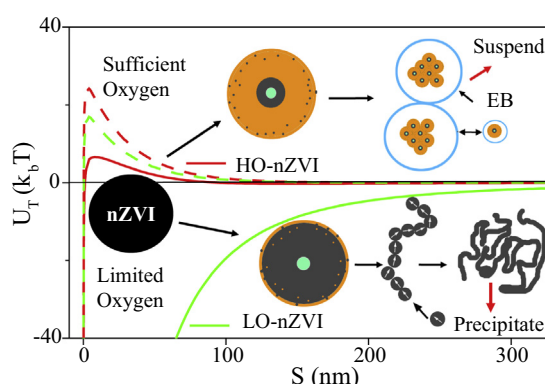 40
Sufficient
Oxygen
Suspend
EB
HO-nZVI
0
nZVI
Limited
Oxygen
LO-nZVI
Precipitate
-40
0
100
200
300
S (nm)
U_T (k_bT)